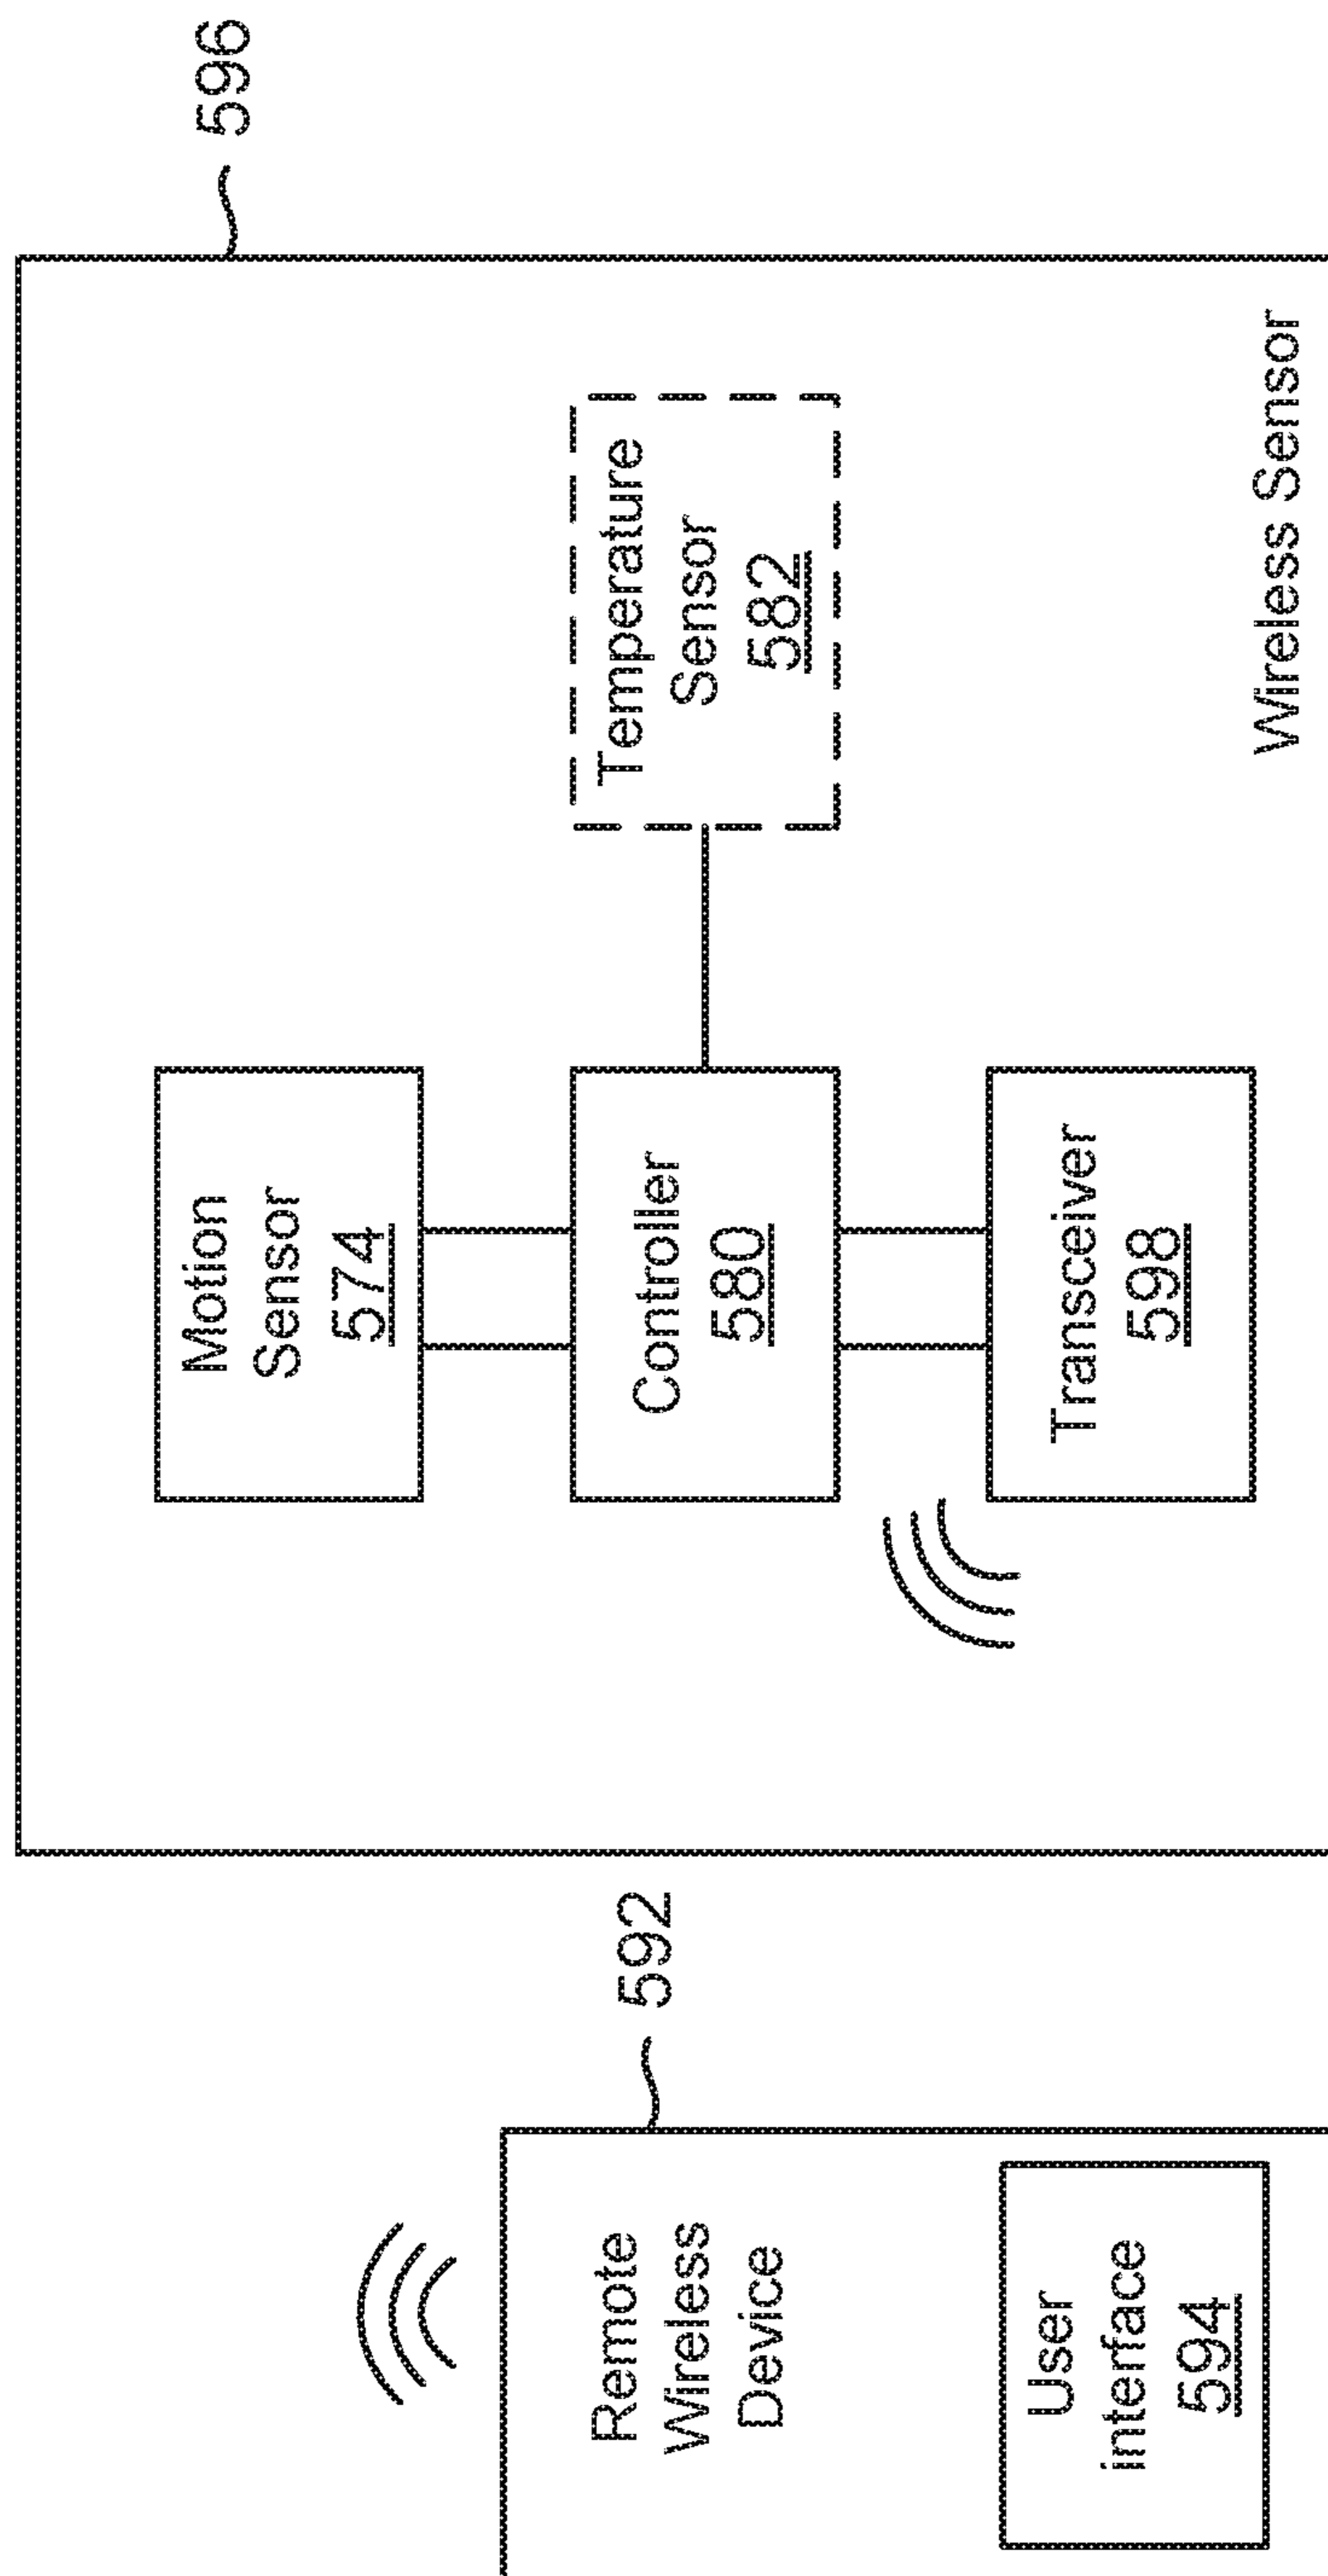 596
Motion
Sensor
574
Controller
580
Transceiver
598
Temperature
Sensor
582
Wireless Sensor
592
Remote
Wireless
Device
User
interface
594